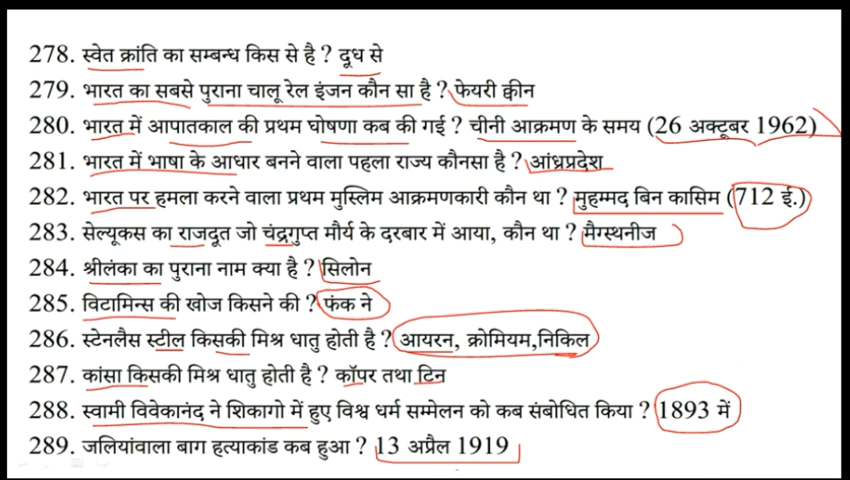 278. स्वेत क्रांति का सम्बन्ध किस से है ? दूध से
279. भारत का सबसे पुराना चालू रेल इंजन कौन सा है ? फेयरी क्वीन
280. भारत में आपातकाल की प्रथम घोषणा कब की गई ? चीनी आक्रमण के समय (26 अक्टूबर 1962)
281. भारत में भाषा के आधार बनने वाला पहला राज्य कौनसा है ? आंध्रप्रदेश
282. भारत पर हमला करने वाला प्रथम मुस्लिम आक्रमणकारी कौन था ? मुहम्मद बिन कासिम (712 ई.)
283. सेल्यूकस का राजदूत जो चंद्रगुप्त मौर्य के दरबार में आया, कौन था ? मैग्स्थनीज
284. श्रीलंका का पुराना नाम क्या है ? सिलोन
285. विटामिन्स की खोज किसने की ? फंक ने
286. स्टेनलैस स्टील किसकी मिश्र धातु होती है ? आयरन, क्रोमियम,निकिल
287. कांसा किसकी मिश्र धातु होती है ? कॉपर तथा टिन
288. स्वामी विवेकानंद ने शिकागो में हुए विश्व धर्म सम्मेलन को कब संबोधित किया ? 1893 में
289. जलियांवाला बाग हत्याकांड कब हुआ ? 13 अप्रैल 1919